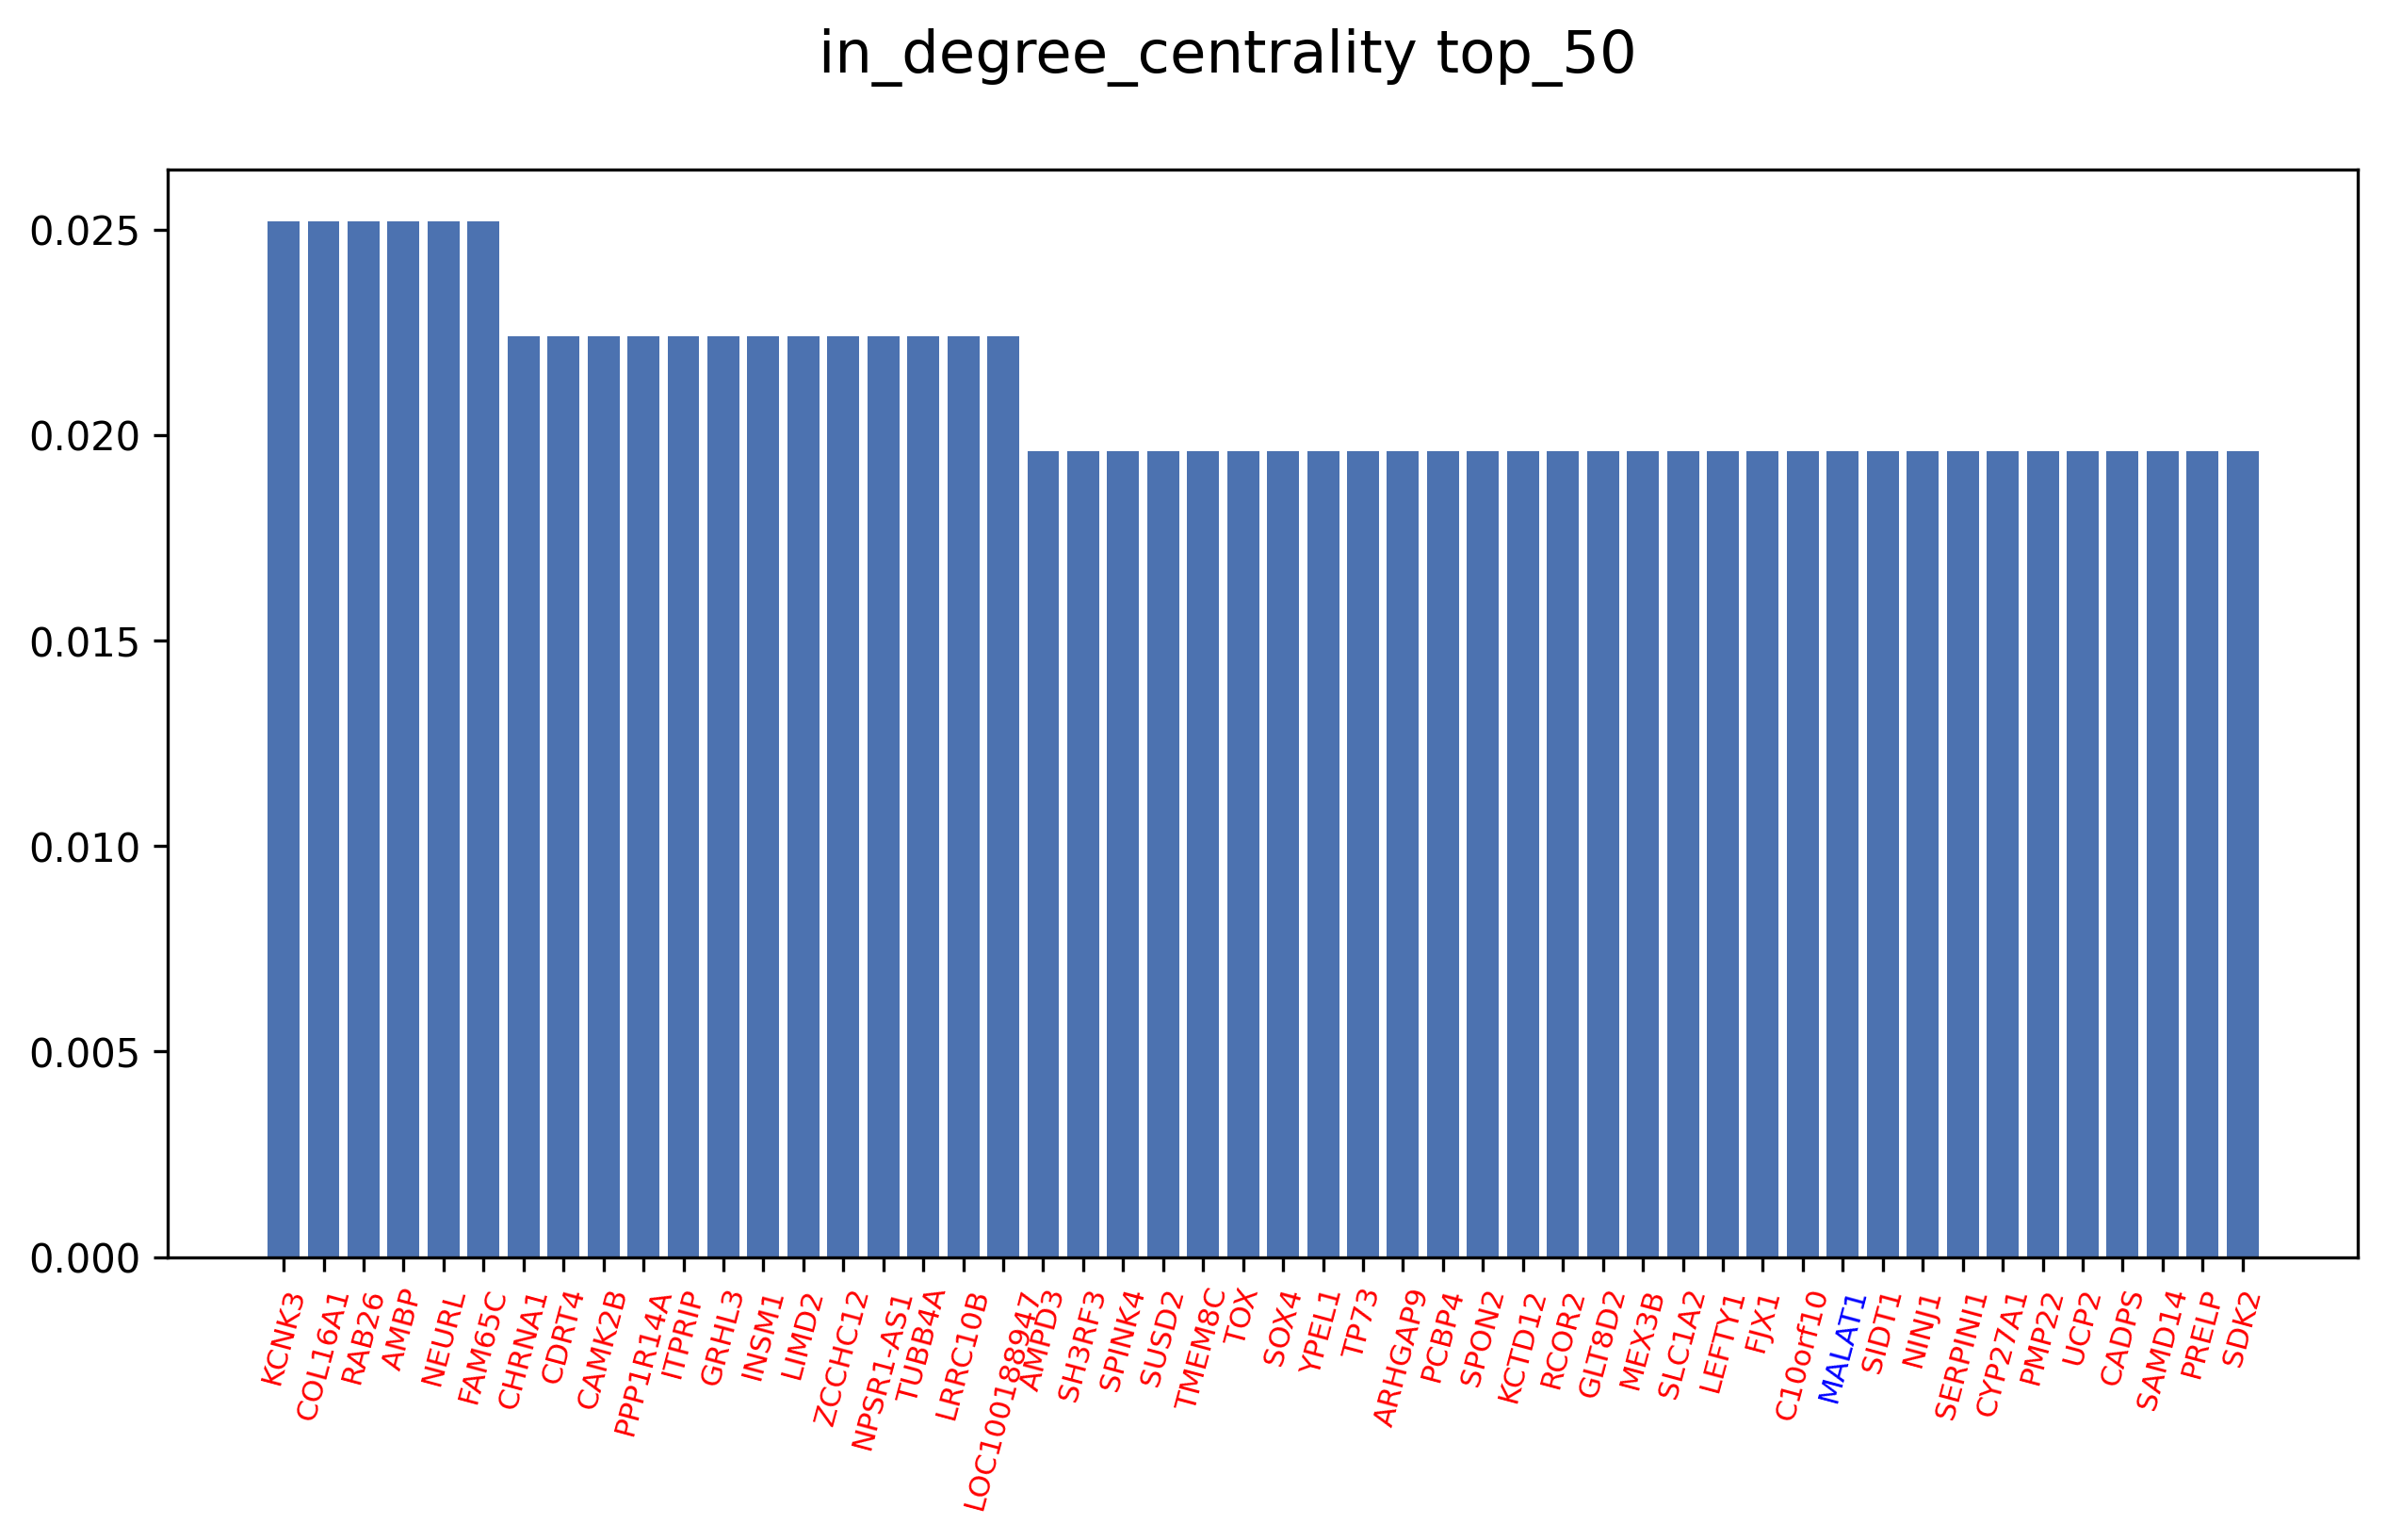 in_degree_centrality top_50
0.025
0.020
0.015
0.010
0.005
0.000
KCNK3
COL16A1
RAB26
AMBP
NEURL
FAM65C
CHRNA1
CDRT4
CAMK2B
PPP1R14A
ITPRIP
GRHL3
INSM1
LIMD2
ZCCHC12
NPSR1-AS1
TUBB4A
LRRC10B
LOC100188947
AMPD3
SH3RF3
SPINK4
SUSD2
TMEM8C
TOX
SOX4
YPEL1
TP73
ARHGAP9
PCBP4
SPON2
KCTD12
RCOR2
GLT8D2
MEX3B
SLC1A2
LEFTY1
FJX1
C10orf10
MALAT1
SIDT1
NINJ1
SERPINI1
CYP27A1
PMP22
UCP2
CADPS
SAMD14
PRELP
SDK2